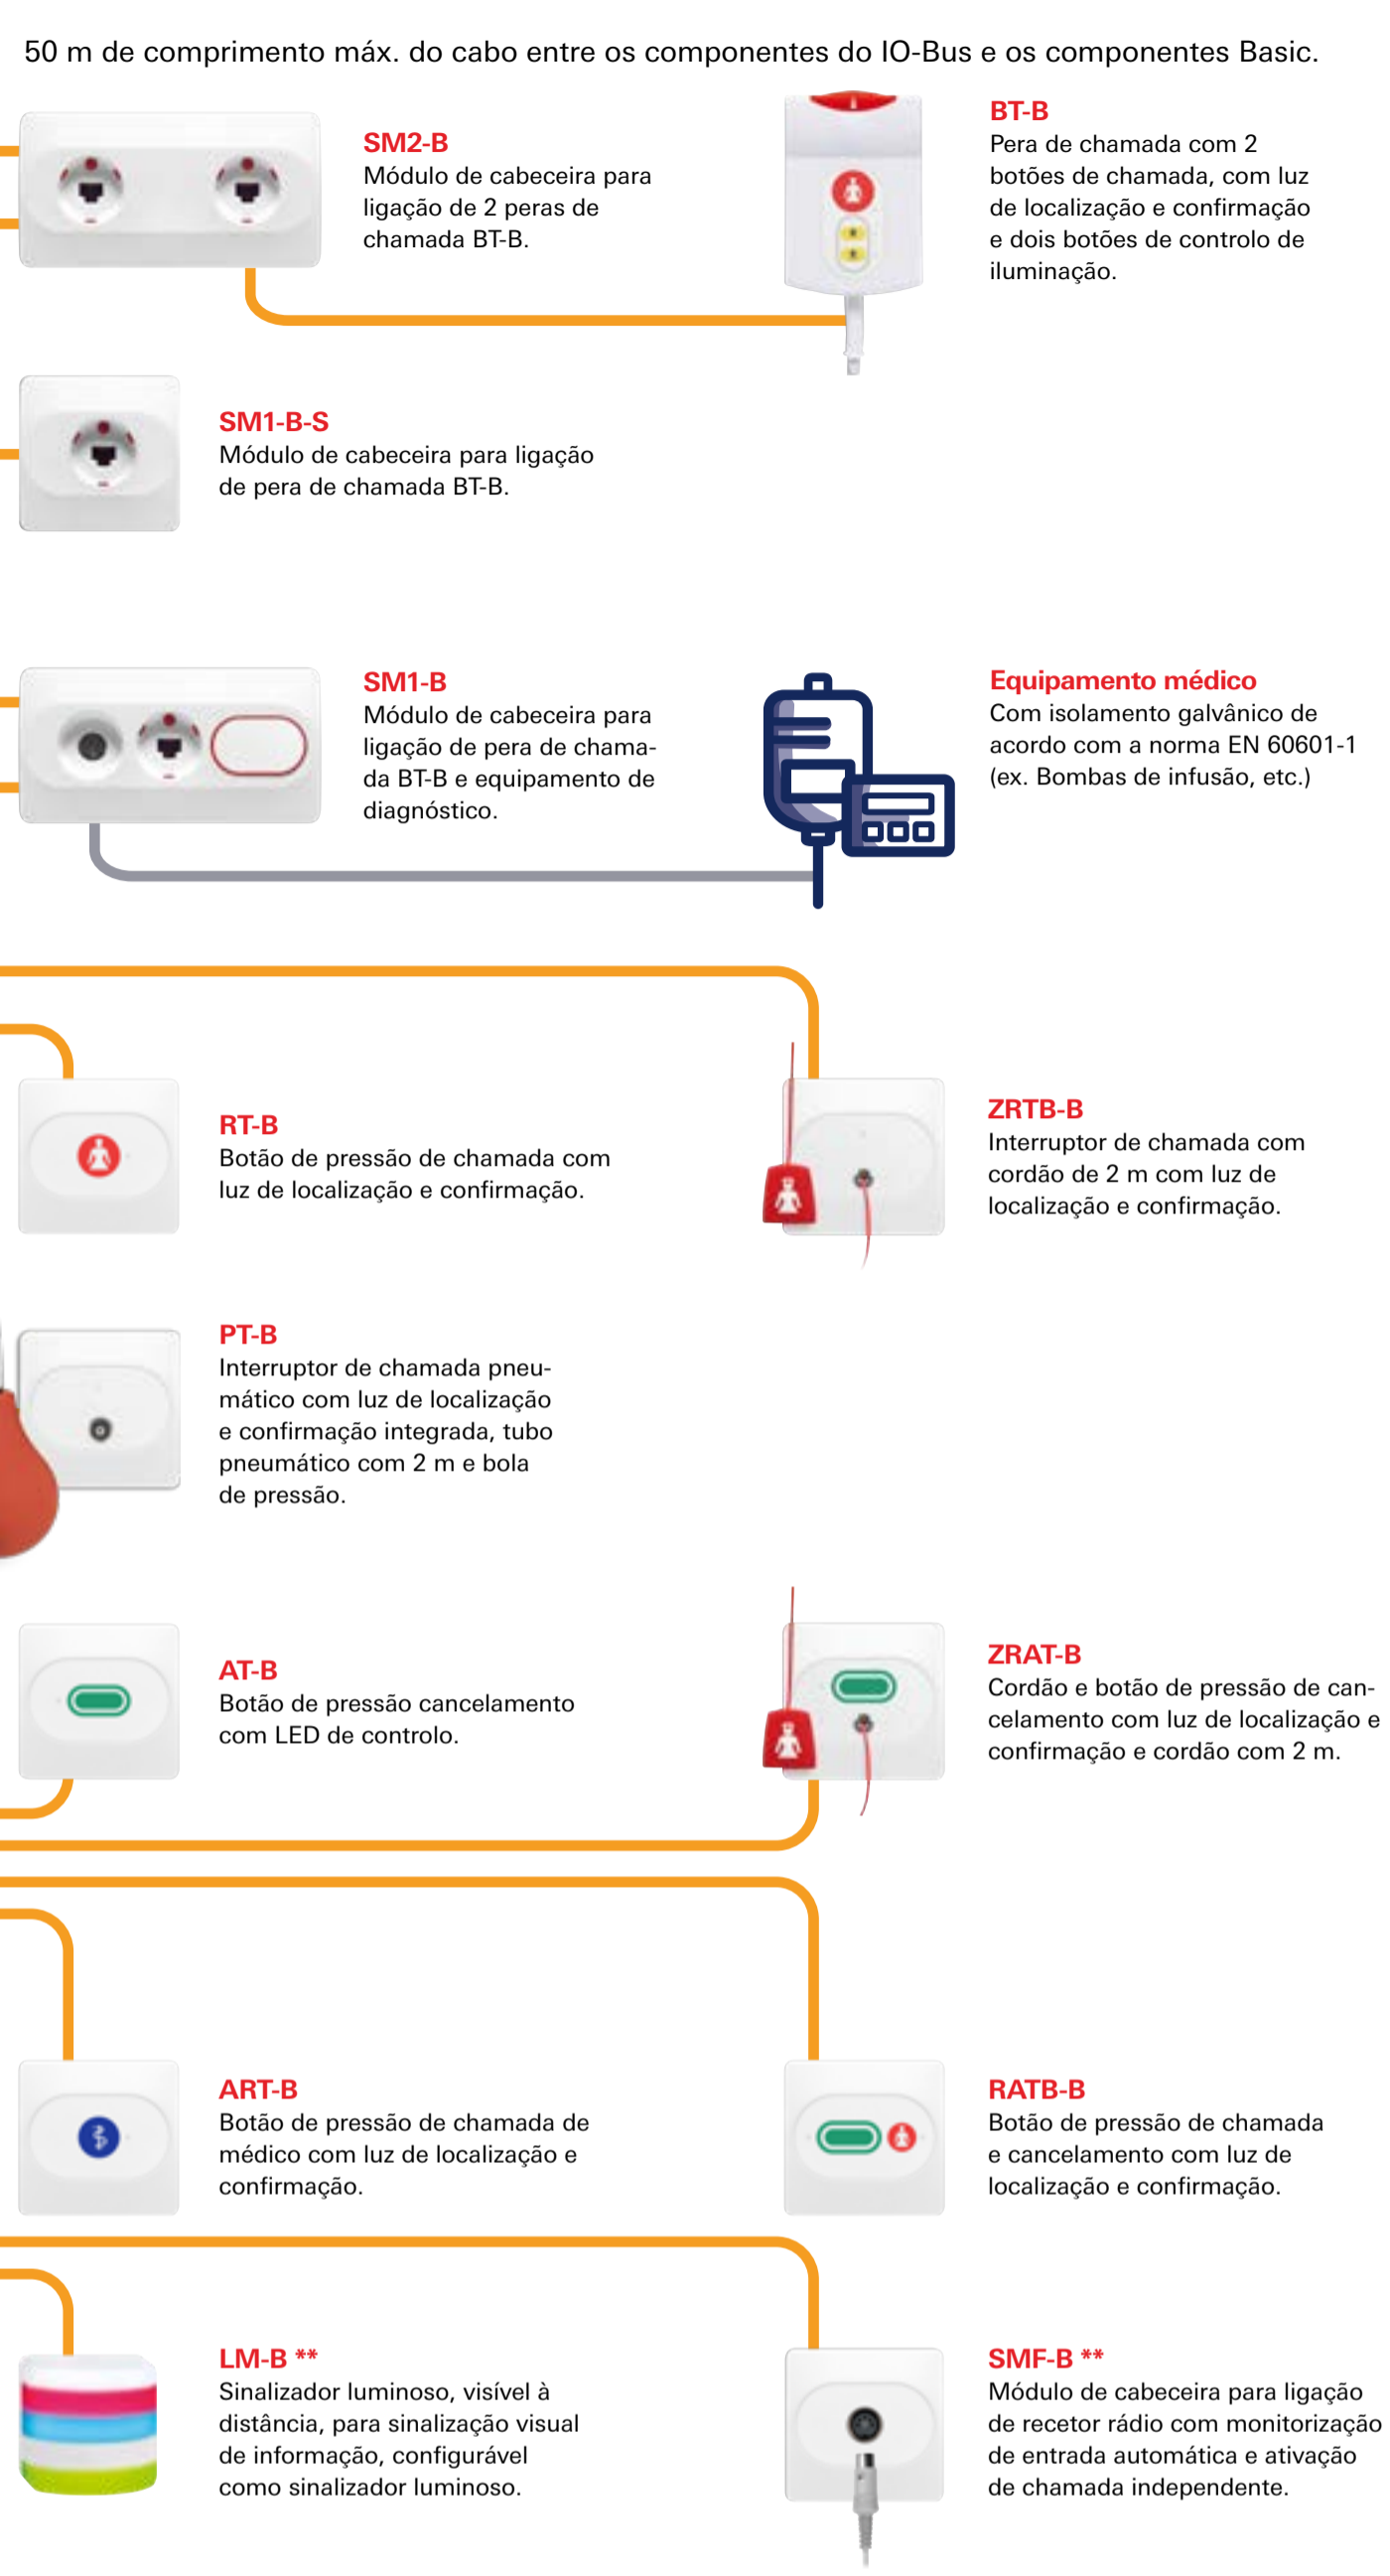 50 m de comprimento máx. do cabo entre os componentes do IO-Bus e os componentes Basic.
SM2-B
Módulo de cabeceira para
ligação de 2 peras de
chamada BT-B.
BT-B
Pera de chamada com 2
botões de chamada, com luz
de localização e confirmação
e dois botões de controlo de
iluminação.
SM1-B-S
Módulo de cabeceira para ligação
de pera de chamada BT-B.
SM1-B
Módulo de cabeceira para
ligação de pera de chama-
da BT-B e equipamento de
diagnóstico.
Equipamento médico
Com isolamento galvânico de
acordo com a norma EN 60601-1
(ex. Bombas de infusão, etc.)
RT-B
Botão de pressão de chamada com
luz de localização e confirmação.
ZRTB-B
Interruptor de chamada com
cordão de 2 m com luz de
localização e confirmação.
PT-B
Interruptor de chamada pneu-
mático com luz de localização
e confirmação integrada, tubo
pneumático com 2 m e bola
de pressão.
AT-B
Botão de pressão cancelamento
com LED de controlo.
ZRAT-B
Cordão e botão de pressão de can-
celamento com luz de localização e
confirmação e cordão com 2 m.
ART-B
Botão de pressão de chamada de
médico com luz de localização e
confirmação.
RATB-B
Botão de pressão de chamada
e cancelamento com luz de
localização e confirmação.
LM-B **
Sinalizador luminoso, visível à
distância, para sinalização visual
de informação, configurável
como sinalizador luminoso.
SMF-B **
Módulo de cabeceira para ligação
de recetor rádio com monitorização
de entrada automática e ativação
de chamada independente.